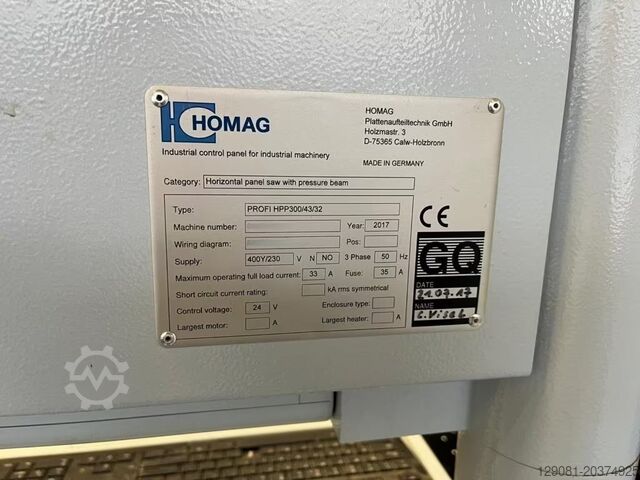 HOMAG
Industrial control panel for industrial machinery
HOMAG
Plattenaufteiltechnik GmbH
Holzmastr. 3
D-75365 Calw-Holzbronn
MADE IN GERMANY
Category: Horizontal panel saw with pressure beam
Type: PROFI HPP300/43/32
Machine number: Year: 2017
Wiring diagram: Pos:
Supply: 400Y/230 V N NO 3 Phase 50 Hz
Maximum operating full load current: 33 A Fuse: 35 A
Short circuit current rating: kA rms symmetrical
Control voltage: 24 V Enclosure type:
Largest motor: A Largest heater: A
CE
GQ
DATE
21.07.17
NAME
129081-20374925